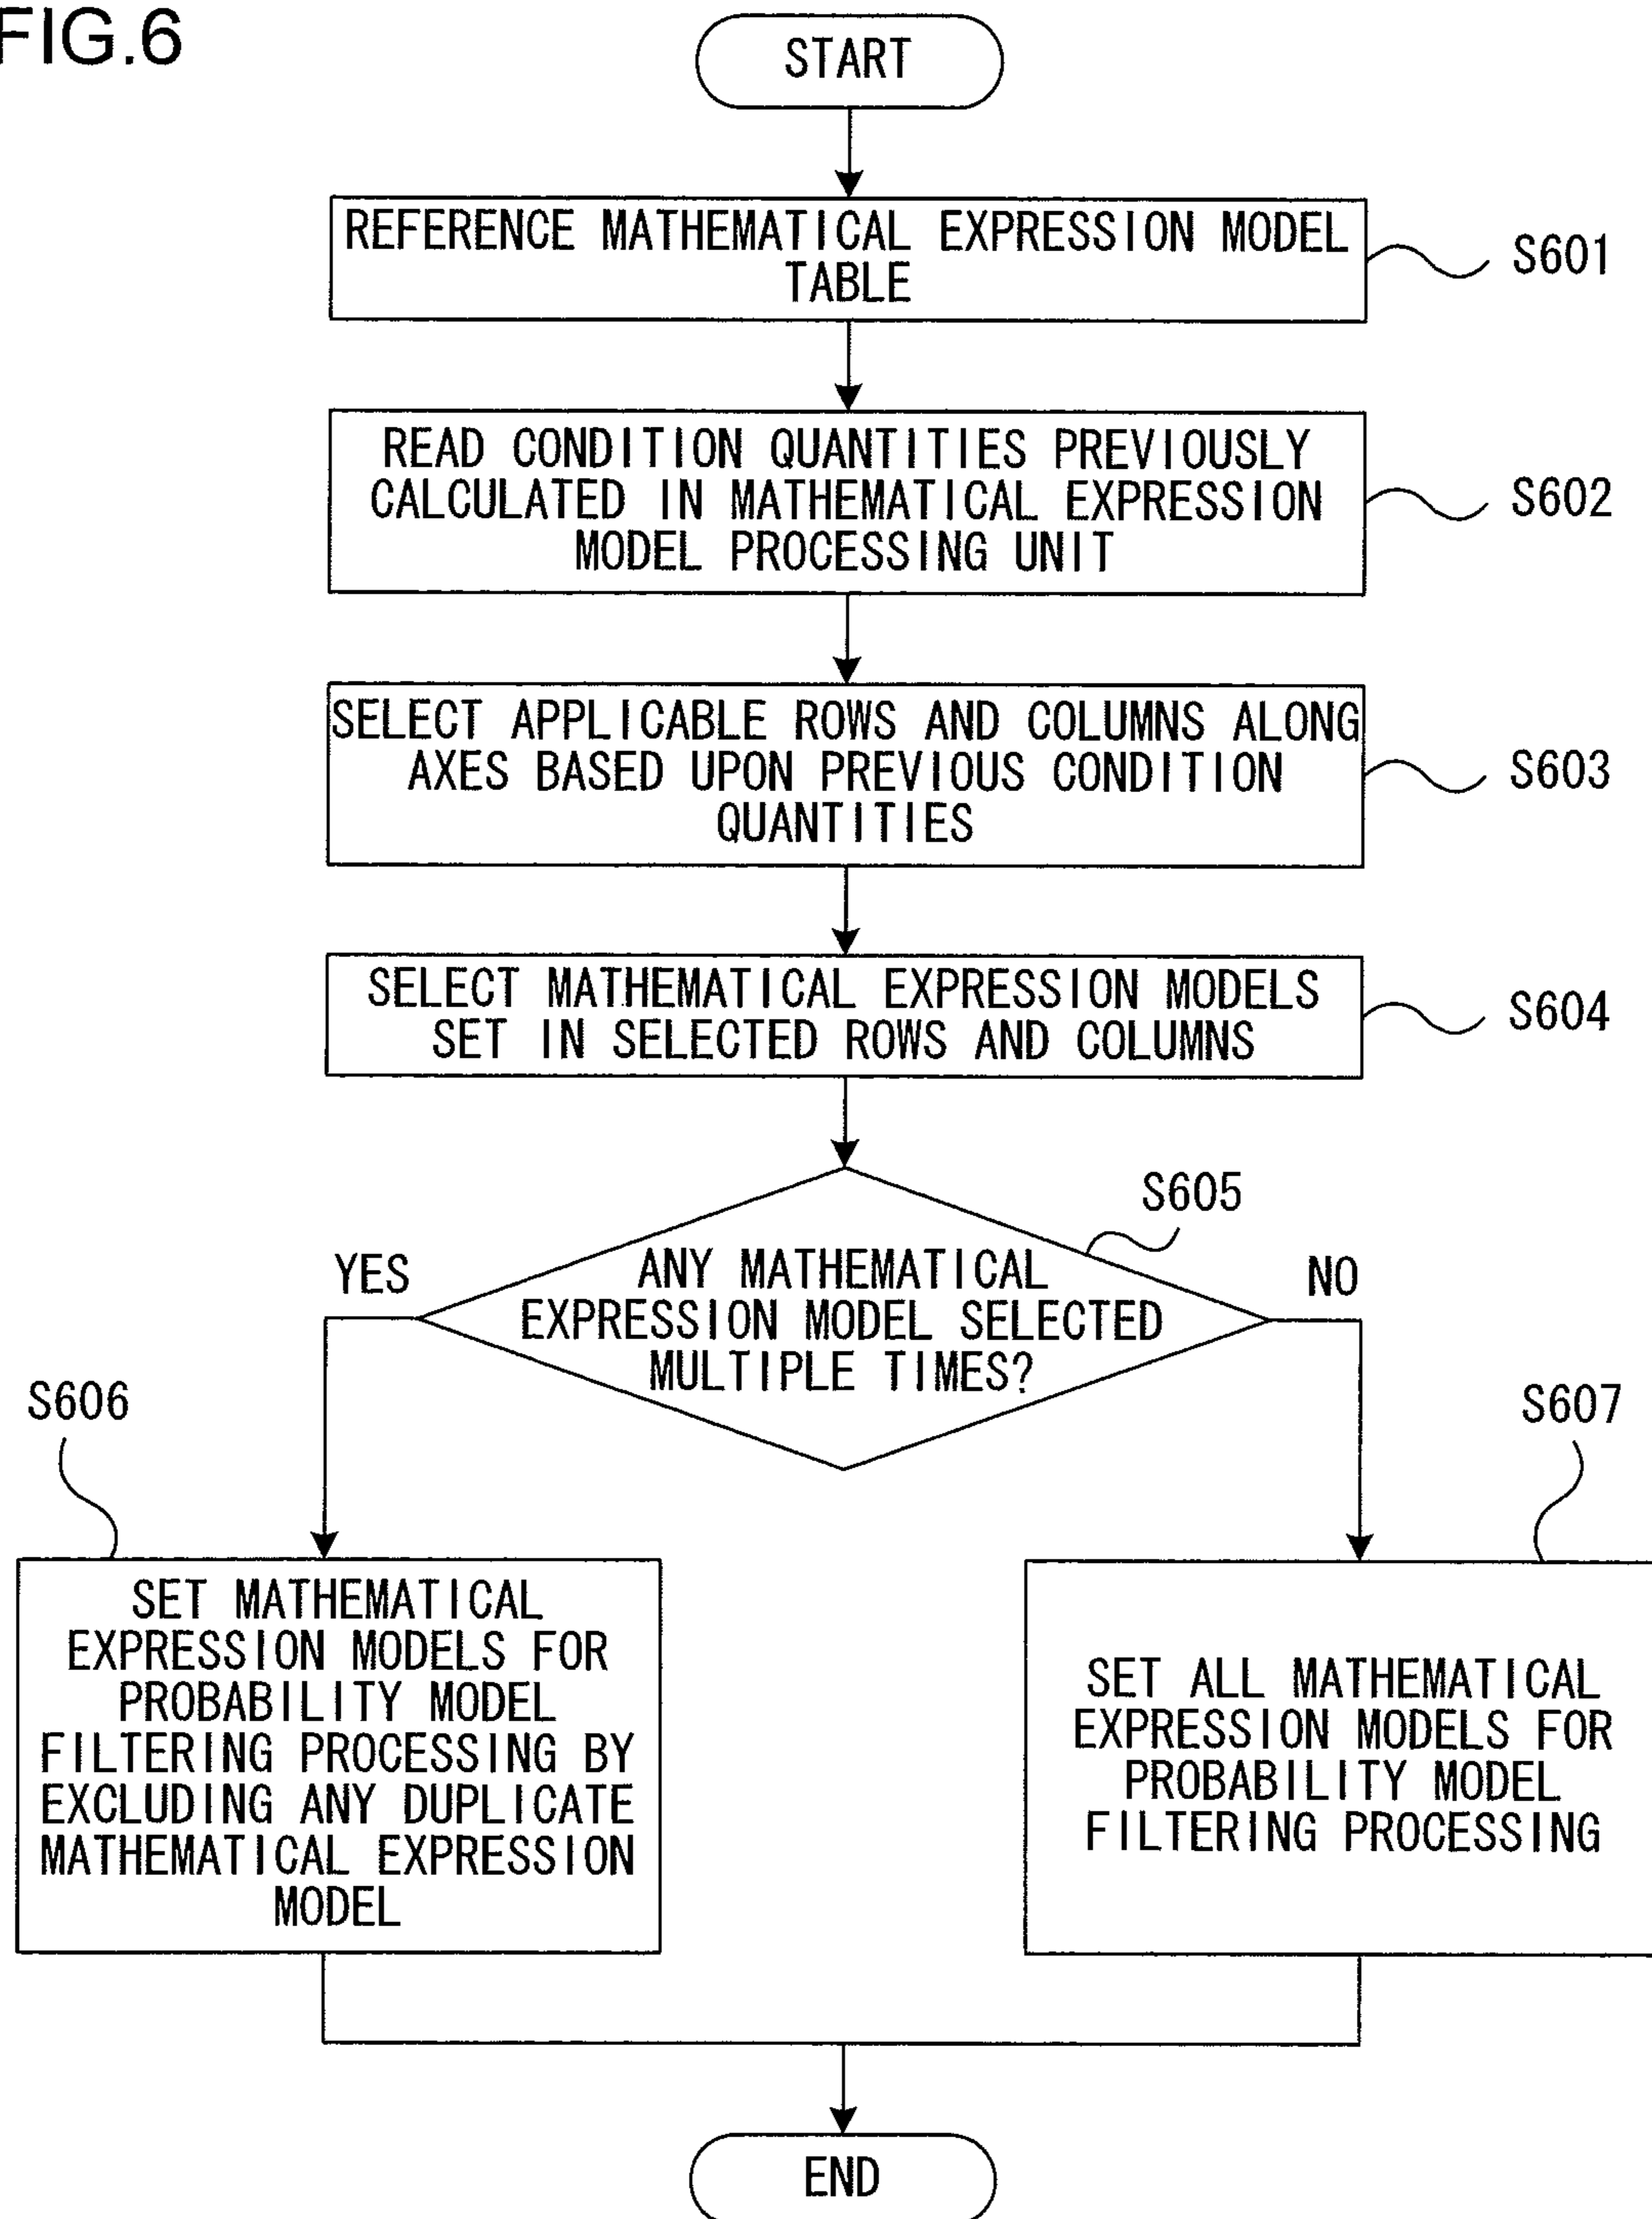 FIG.6
START
REFERENCE MATHEMATICAL EXPRESSION MODEL
TABLE
S601
READ CONDITION QUANTITIES PREVIOUSLY
CALCULATED IN MATHEMATICAL EXPRESSION
MODEL PROCESSING UNIT
S602
SELECT APPLICABLE ROWS AND COLUMNS ALONG
AXES BASED UPON PREVIOUS CONDITION
QUANTITIES
S603
SELECT MATHEMATICAL EXPRESSION MODELS
SET IN SELECTED ROWS AND COLUMNS
S604
S605
YES
ANY MATHEMATICAL
EXPRESSION MODEL SELECTED
MULTIPLE TIMES?
NO
S606
SET MATHEMATICAL
EXPRESSION MODELS FOR
PROBABILITY MODEL
FILTERING PROCESSING BY
EXCLUDING ANY DUPLICATE
MATHEMATICAL EXPRESSION
MODEL
S607
SET ALL MATHEMATICAL
EXPRESSION MODELS FOR
PROBABILITY MODEL
FILTERING PROCESSING
END